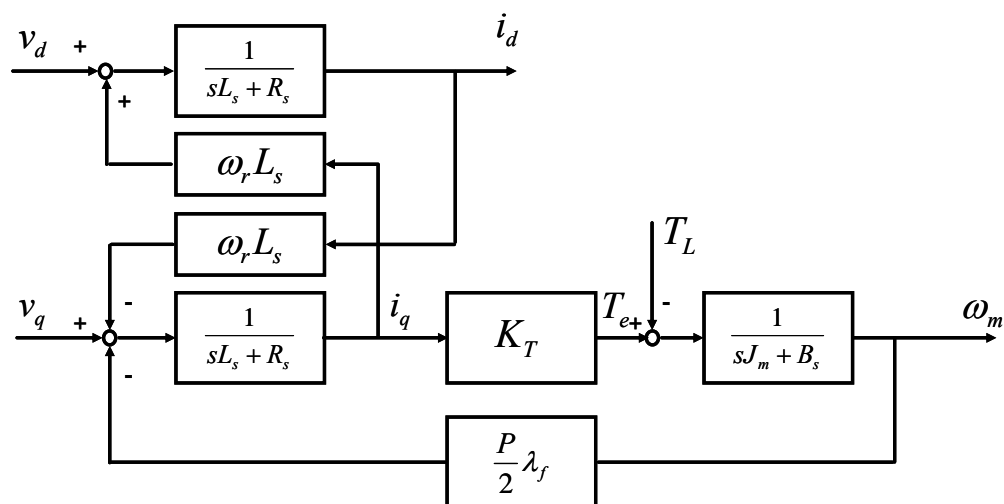 v_d + 1/(sL_s + R_s) i_d
+
ω_r L_s
ω_r L_s
T_L
-
-
v_q + 1/(sL_s + R_s) i_q K_T T_e + 1/(sJ_m + B_s) ω_m
-
P/2 λ_f